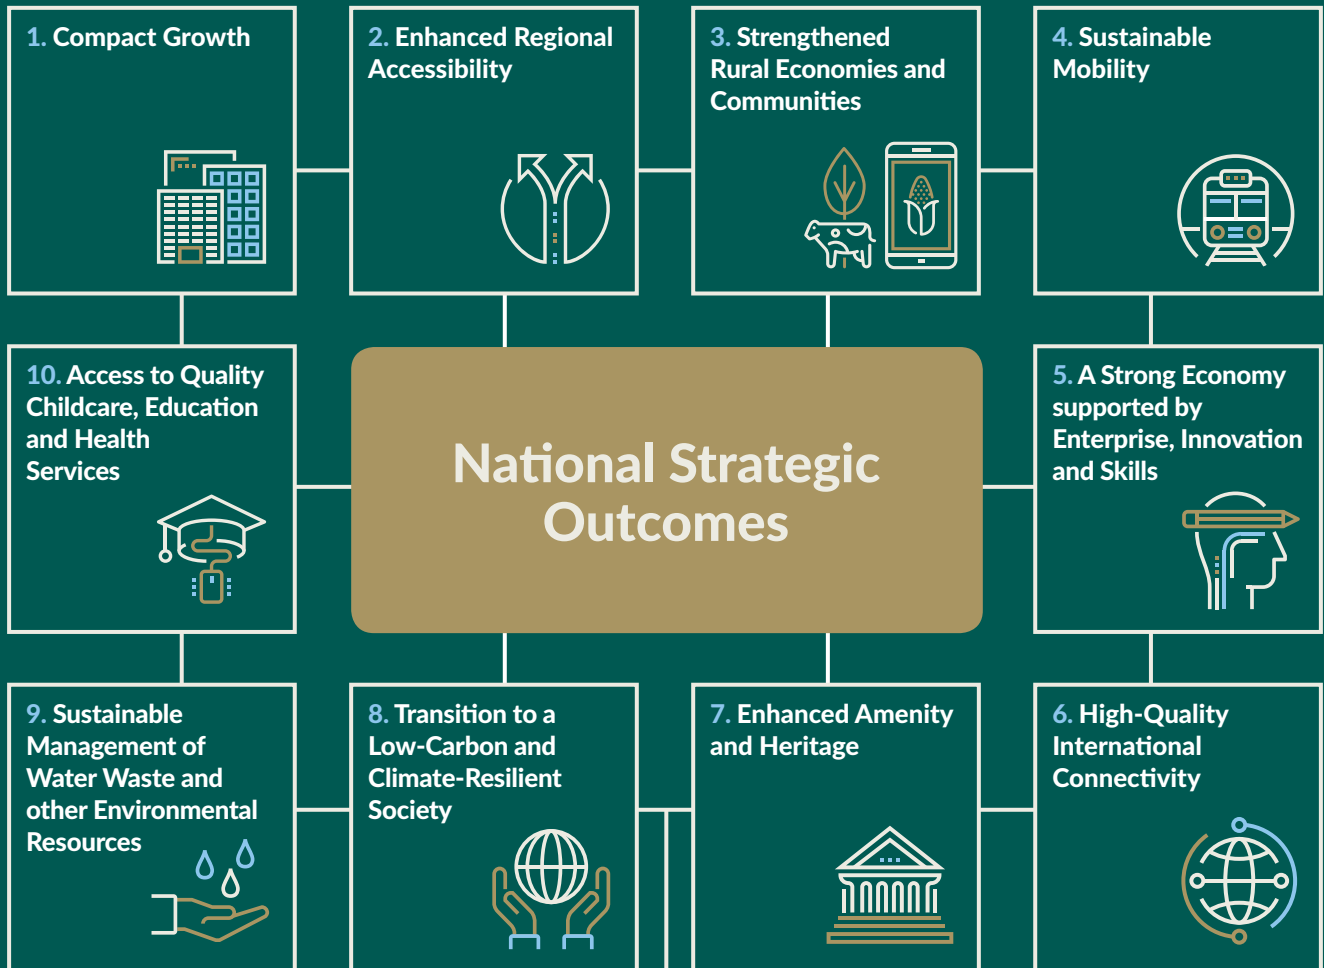 1. Compact Growth
2. Enhanced Regional
Accessibility
3. Strengthened
Rural Economies and
Communities
4. Sustainable
Mobility
10. Access to Quality
Childcare, Education
and Health
Services
National Strategic
Outcomes
5. A Strong Economy
supported by
Enterprise, Innovation
and Skills
9. Sustainable
Management of
Water Waste and
other Environmental
Resources
8. Transition to a
Low-Carbon and
Climate-Resilient
Society
7. Enhanced Amenity
and Heritage
6. High-Quality
International
Connectivity